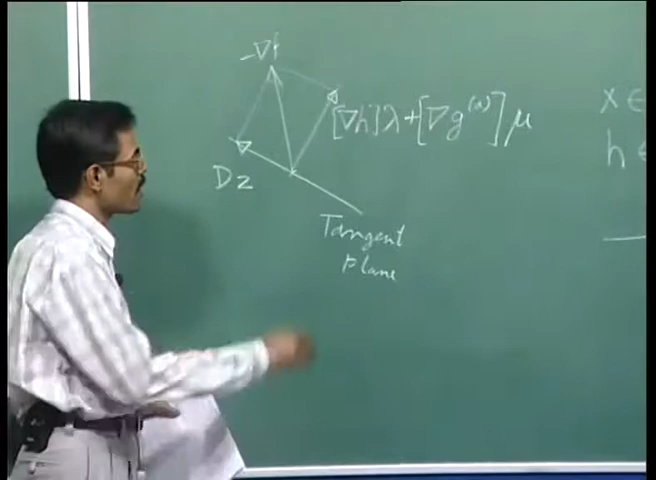 -∇f
[∇h]λ+[∇g⁽ᵃ⁾]μ
x ∈
h ∈
Dz
Tangent
plane